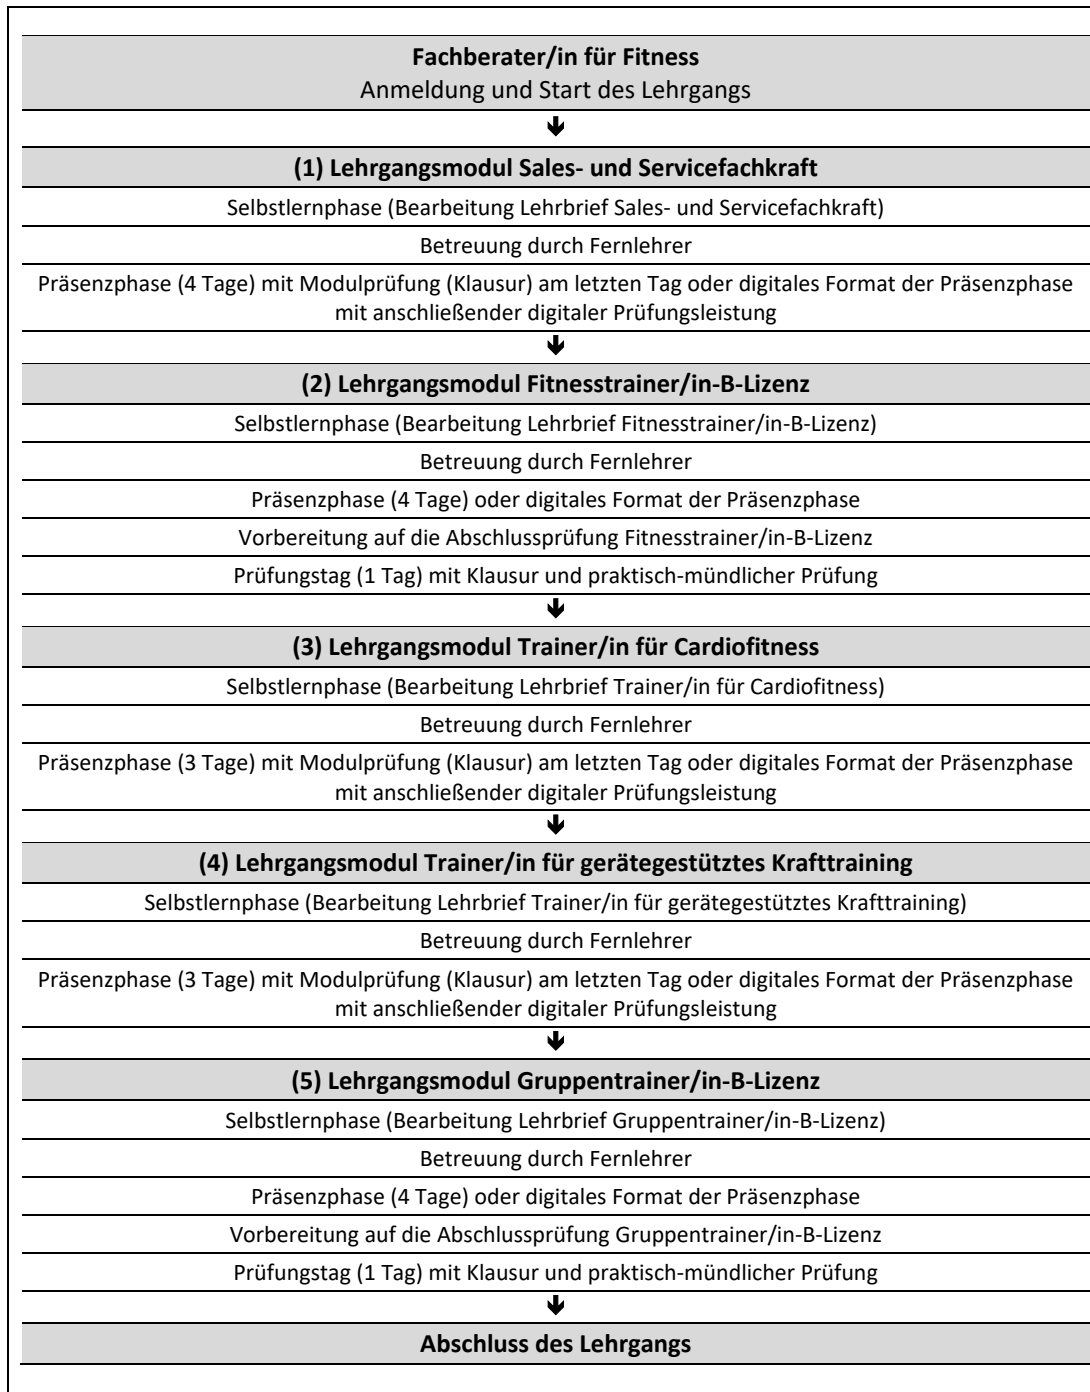 Fachberater/in für Fitness
Anmeldung und Start des Lehrgangs
(1) Lehrgangsmodul Sales- und Servicefachkraft
Selbstlernphase (Bearbeitung Lehrbrief Sales- und Servicefachkraft)
Betreuung durch Fernlehrer
Präsenzphase (4 Tage) mit Modulprüfung (Klausur) am letzten Tag oder digitales Format der Präsenzphase
mit anschließender digitaler Prüfungsleistung
(2) Lehrgangsmodul Fitnesstrainer/in-B-Lizenz
Selbstlernphase (Bearbeitung Lehrbrief Fitnesstrainer/in-B-Lizenz)
Betreuung durch Fernlehrer
Präsenzphase (4 Tage) oder digitales Format der Präsenzphase
Vorbereitung auf die Abschlussprüfung Fitnesstrainer/in-B-Lizenz
Prüfungstag (1 Tag) mit Klausur und praktisch-mündlicher Prüfung
(3) Lehrgangsmodul Trainer/in für Cardiofitness
Selbstlernphase (Bearbeitung Lehrbrief Trainer/in für Cardiofitness)
Betreuung durch Fernlehrer
Präsenzphase (3 Tage) mit Modulprüfung (Klausur) am letzten Tag oder digitales Format der Präsenzphase
mit anschließender digitaler Prüfungsleistung
(4) Lehrgangsmodul Trainer/in für gerätegestütztes Krafttraining
Selbstlernphase (Bearbeitung Lehrbrief Trainer/in für gerätegestütztes Krafttraining)
Betreuung durch Fernlehrer
Präsenzphase (3 Tage) mit Modulprüfung (Klausur) am letzten Tag oder digitales Format der Präsenzphase
mit anschließender digitaler Prüfungsleistung
(5) Lehrgangsmodul Gruppentrainer/in-B-Lizenz
Selbstlernphase (Bearbeitung Lehrbrief Gruppentrainer/in-B-Lizenz)
Betreuung durch Fernlehrer
Präsenzphase (4 Tage) oder digitales Format der Präsenzphase
Vorbereitung auf die Abschlussprüfung Gruppentrainer/in-B-Lizenz
Prüfungstag (1 Tag) mit Klausur und praktisch-mündlicher Prüfung
Abschluss des Lehrgangs